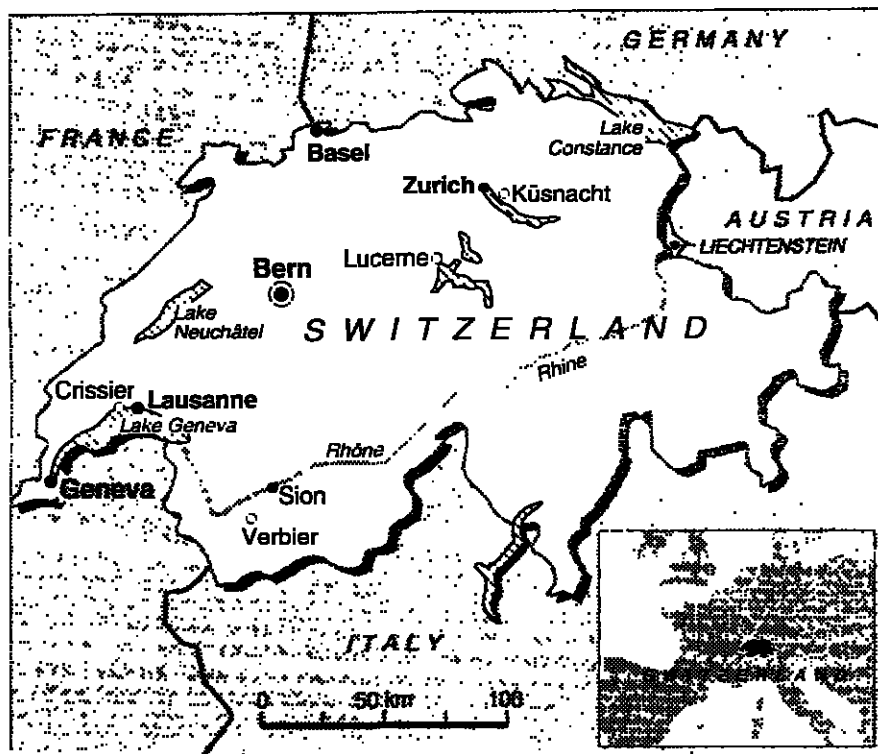 GERMANY
FRANCE
Basel
Lake
Constance
Zurich
Küsnacht
AUSTRIA
LIECHTENSTEIN
Lucerne
Bern
Lake
Neuchâtel
SWITZERLAND
Rhine
Crissier
Lausanne
Lake Geneva
Rhône
Geneva
Sion
Verbier
ITALY
0 50 km 100
SWITZERLAND